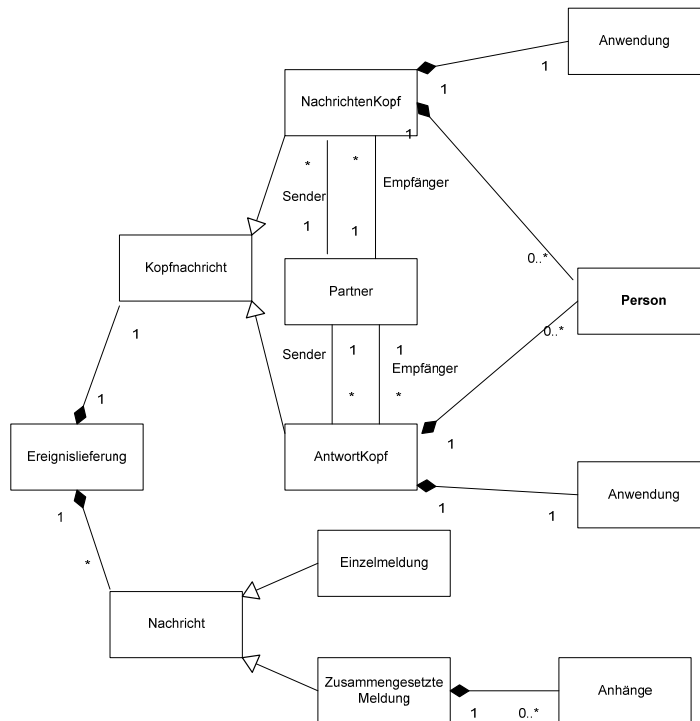 Anwendung
1
1
NachrichtenKopf
1
*
*
Empfänger
Sender
1
1
0..*
Kopfnachricht
Partner
Person
1
0..*
Sender
1
1
Empfänger
*
*
1
1
Ereignislieferung
AntwortKopf
Anwendung
1
1
1
*
Einzelmeldung
Nachricht
Zusammengesetzte
Meldung
Anhänge
1
0..*